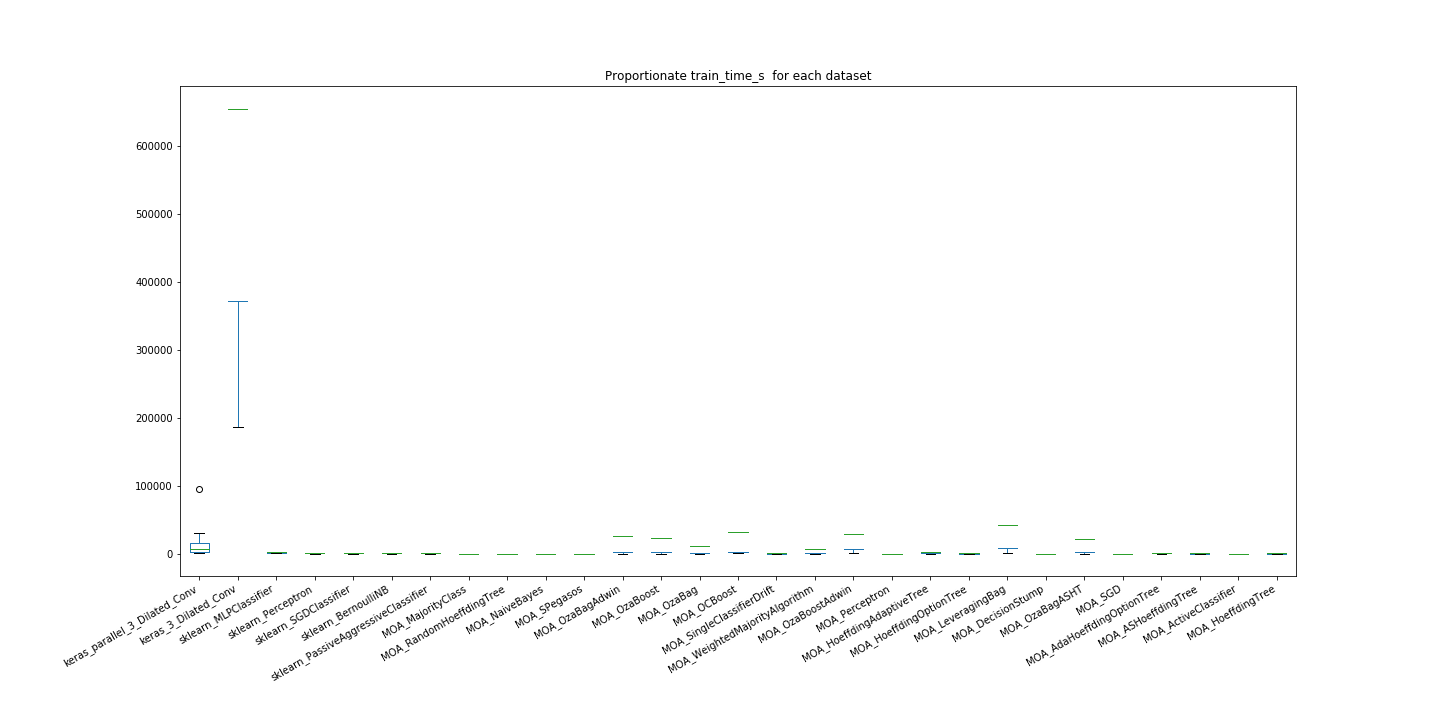 Proportionate train_time_s  for each dataset
600000
500000
400000
300000
200000
100000
0
keras_parallel_3_Dilated_Conv
keras_3_Dilated_Conv
sklearn_MLPClassifier
sklearn_Perceptron
sklearn_SGDClassifier
sklearn_BernoulliNB
sklearn_PassiveAggressiveClassifier
MOA_MajorityClass
MOA_RandomHoeffdingTree
MOA_NaiveBayes
MOA_SPegasos
MOA_OzaBagAdwin
MOA_OzaBoost
MOA_OzaBag
MOA_OCBoost
MOA_SingleClassifierDrift
MOA_WeightedMajorityAlgorithm
MOA_OzaBoostAdwin
MOA_Perceptron
MOA_HoeffdingAdaptiveTree
MOA_HoeffdingOptionTree
MOA_LeveragingBag
MOA_DecisionStump
MOA_OzaBagASHT
MOA_SGD
MOA_AdaHoeffdingOptionTree
MOA_ASHoeffdingTree
MOA_ActiveClassifier
MOA_HoeffdingTree